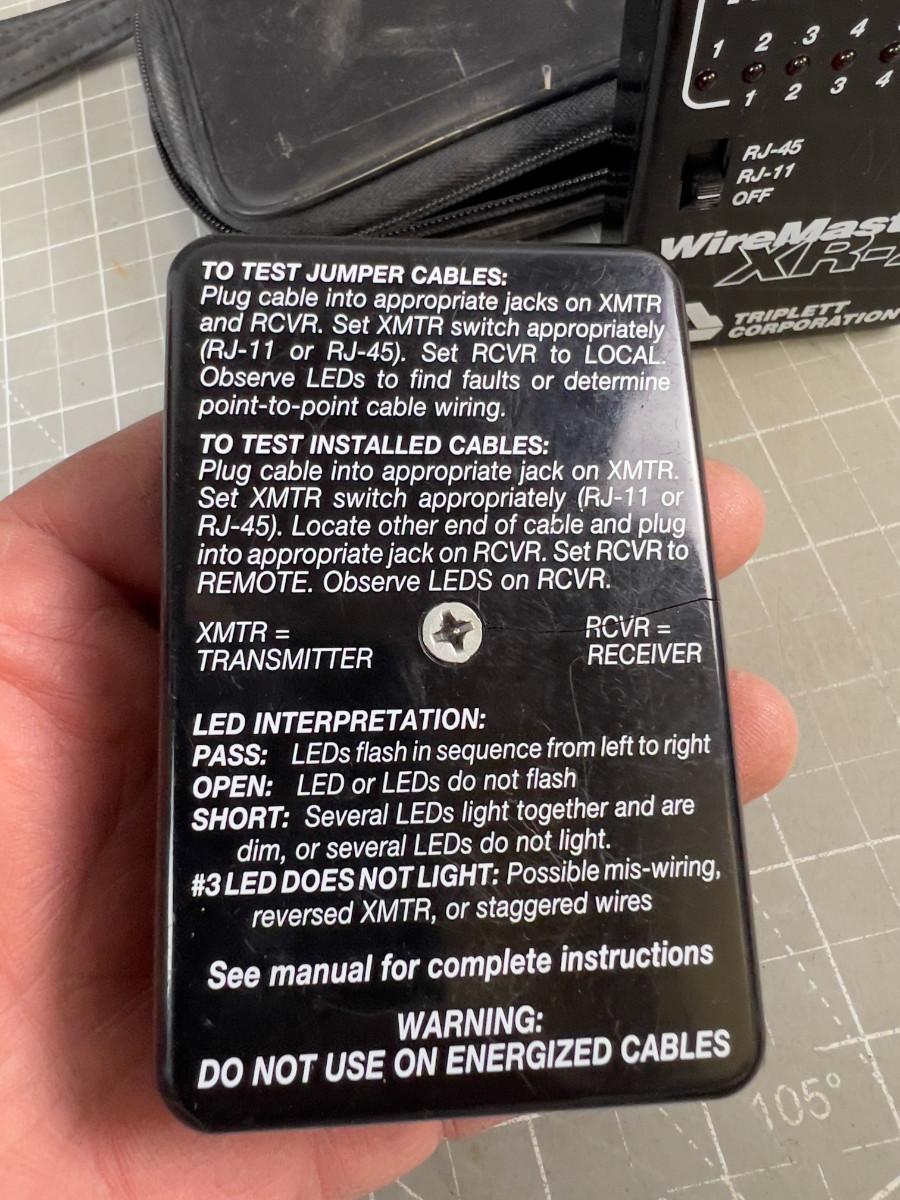 1 2 3 4
1 2 3 4
RJ-45
RJ-11
OFF
TRIPLETT
CORPORATION
TO TEST JUMPER CABLES:
Plug cable into appropriate jacks on XMTR
and RCVR. Set XMTR switch appropriately
(RJ-11 or RJ-45). Set RCVR to LOCAL.
Observe LEDs to find faults or determine
point-to-point cable wiring.
TO TEST INSTALLED CABLES:
Plug cable into appropriate jack on XMTR.
Set XMTR switch appropriately (RJ-11 or
RJ-45). Locate other end of cable and plug
into appropriate jack on RCVR. Set RCVR to
REMOTE. Observe LEDS on RCVR.
XMTR =
TRANSMITTER
RCVR =
RECEIVER
LED INTERPRETATION:
PASS: LEDs flash in sequence from left to right
OPEN: LED or LEDs do not flash
SHORT: Several LEDs light together and are
dim, or several LEDs do not light.
#3 LED DOES NOT LIGHT: Possible mis-wiring,
reversed XMTR, or staggered wires
See manual for complete instructions
WARNING:
DO NOT USE ON ENERGIZED CABLES
105°